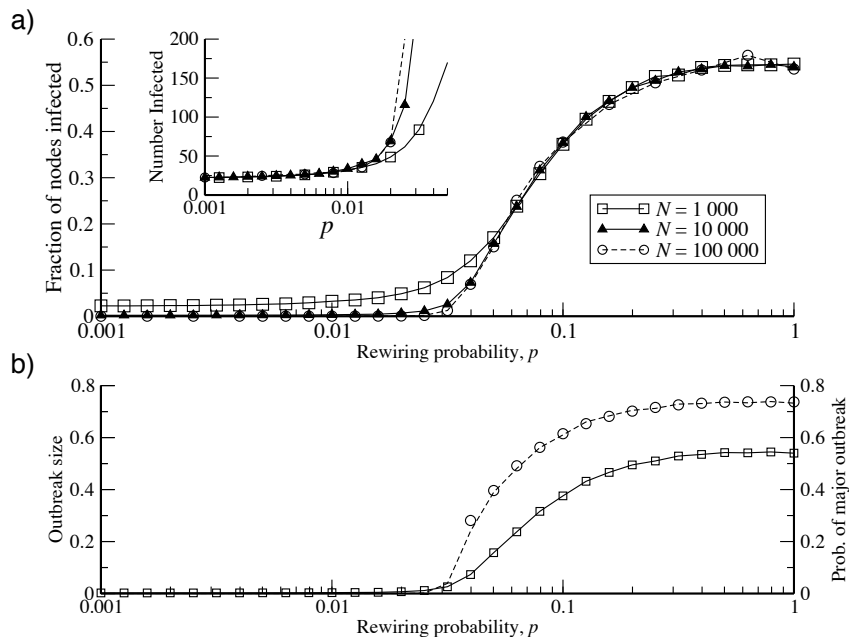 a)
Fraction of nodes infected
0.6
0.5
0.4
0.3
0.2
0.1
0
0.001
0.01
0.1
1
Rewiring probability, p
Number Infected
200
150
100
50
0
0.001
0.01
p
N = 1 000
N = 10 000
N = 100 000
b)
Outbreak size
0.8
0.6
0.4
0.2
0
0.001
0.01
0.1
1
Rewiring probability, p
0.8
0.6
0.4
0.2
0
Prob. of major outbreak